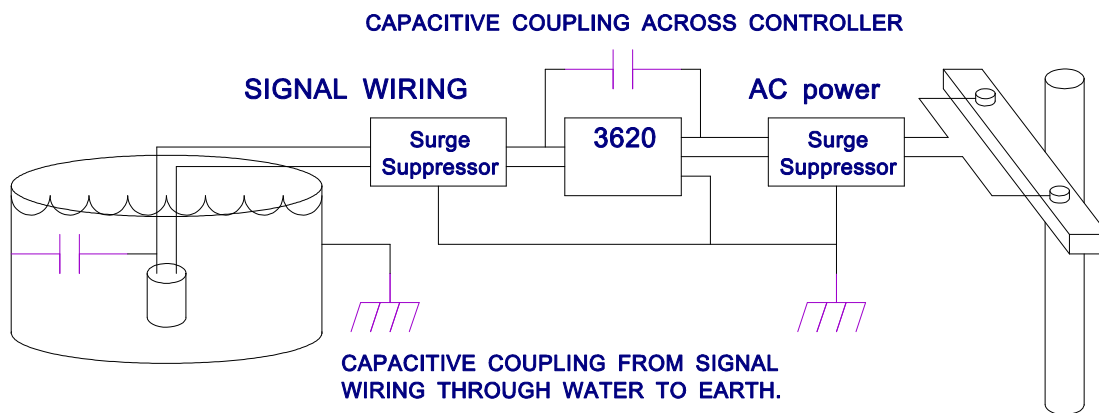 CAPACITIVE COUPLING ACROSS CONTROLLER
SIGNAL WIRING
AC power
Surge
Suppressor
3620
Surge
Suppressor
CAPACITIVE COUPLING FROM SIGNAL
WIRING THROUGH WATER TO EARTH.